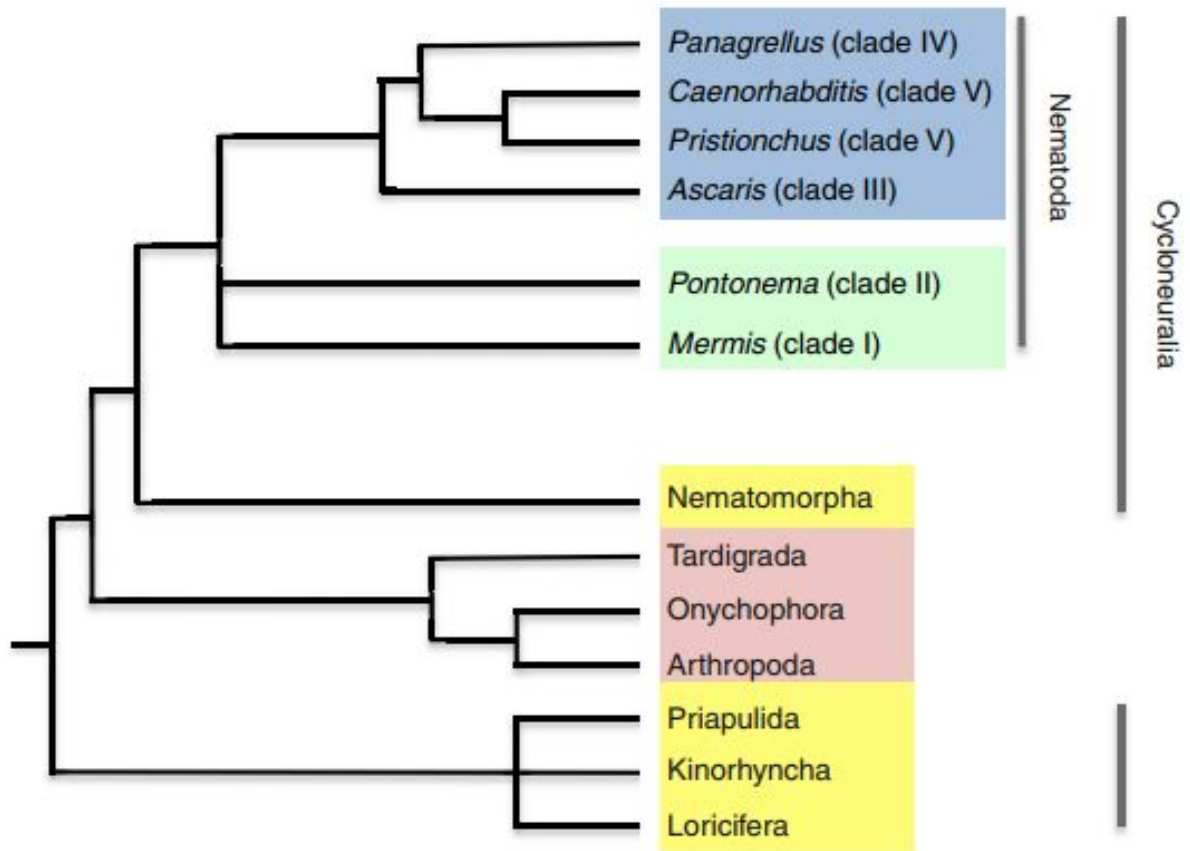 Panagrellus (clade IV)
Caenorhabditis (clade V)
Pristionchus (clade V)
Ascaris (clade III)
Pontonema (clade II)
Mermis (clade I)
Nematomorpha
Tardigrada
Onychophora
Arthropoda
Priapulida
Kinorhyncha
Loricifera
Nematoda
Cycloneuralia